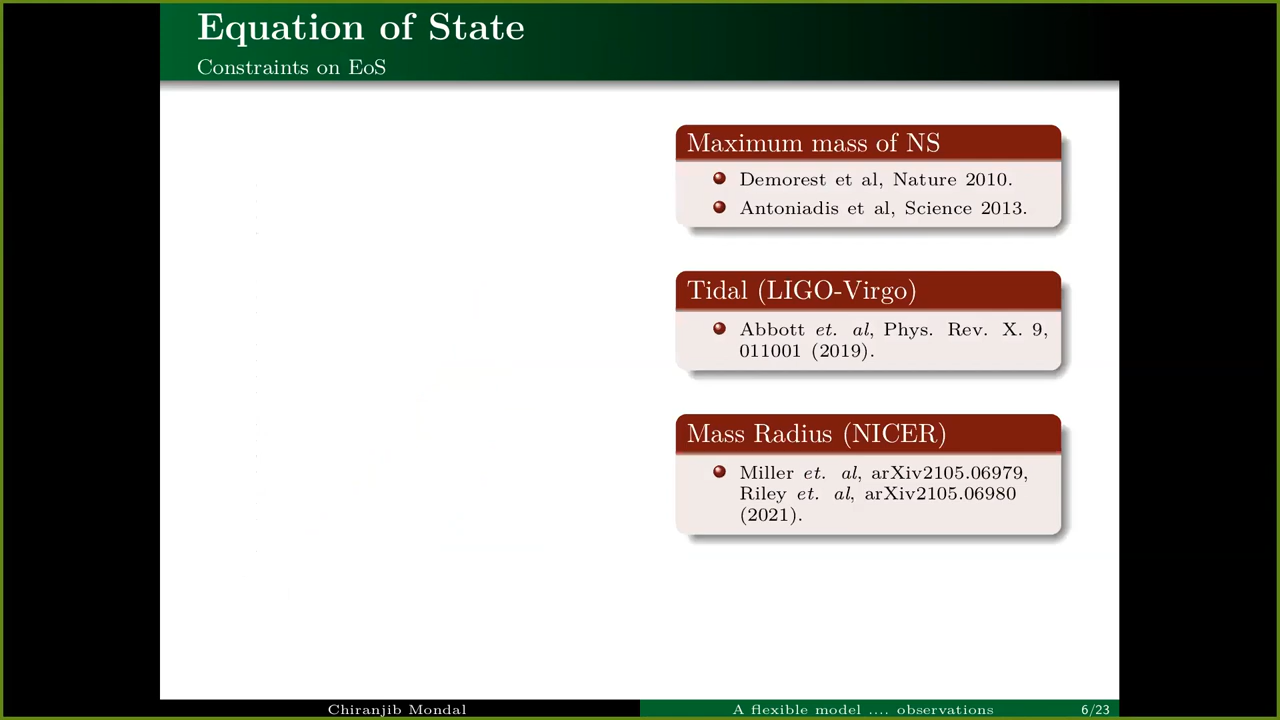 Equation of State
Constraints on EoS
Maximum mass of NS
Demorest et al, Nature 2010.
Antoniadis et al, Science 2013.
Tidal (LIGO-Virgo)
Abbott et. al, Phys. Rev. X. 9,
011001 (2019).
Mass Radius (NICER)
Miller et. al, arXiv2105.06979,
Riley et. al, arXiv2105.06980
(2021).
Chiranjib Mondal
A flexible model .... observations
6/23